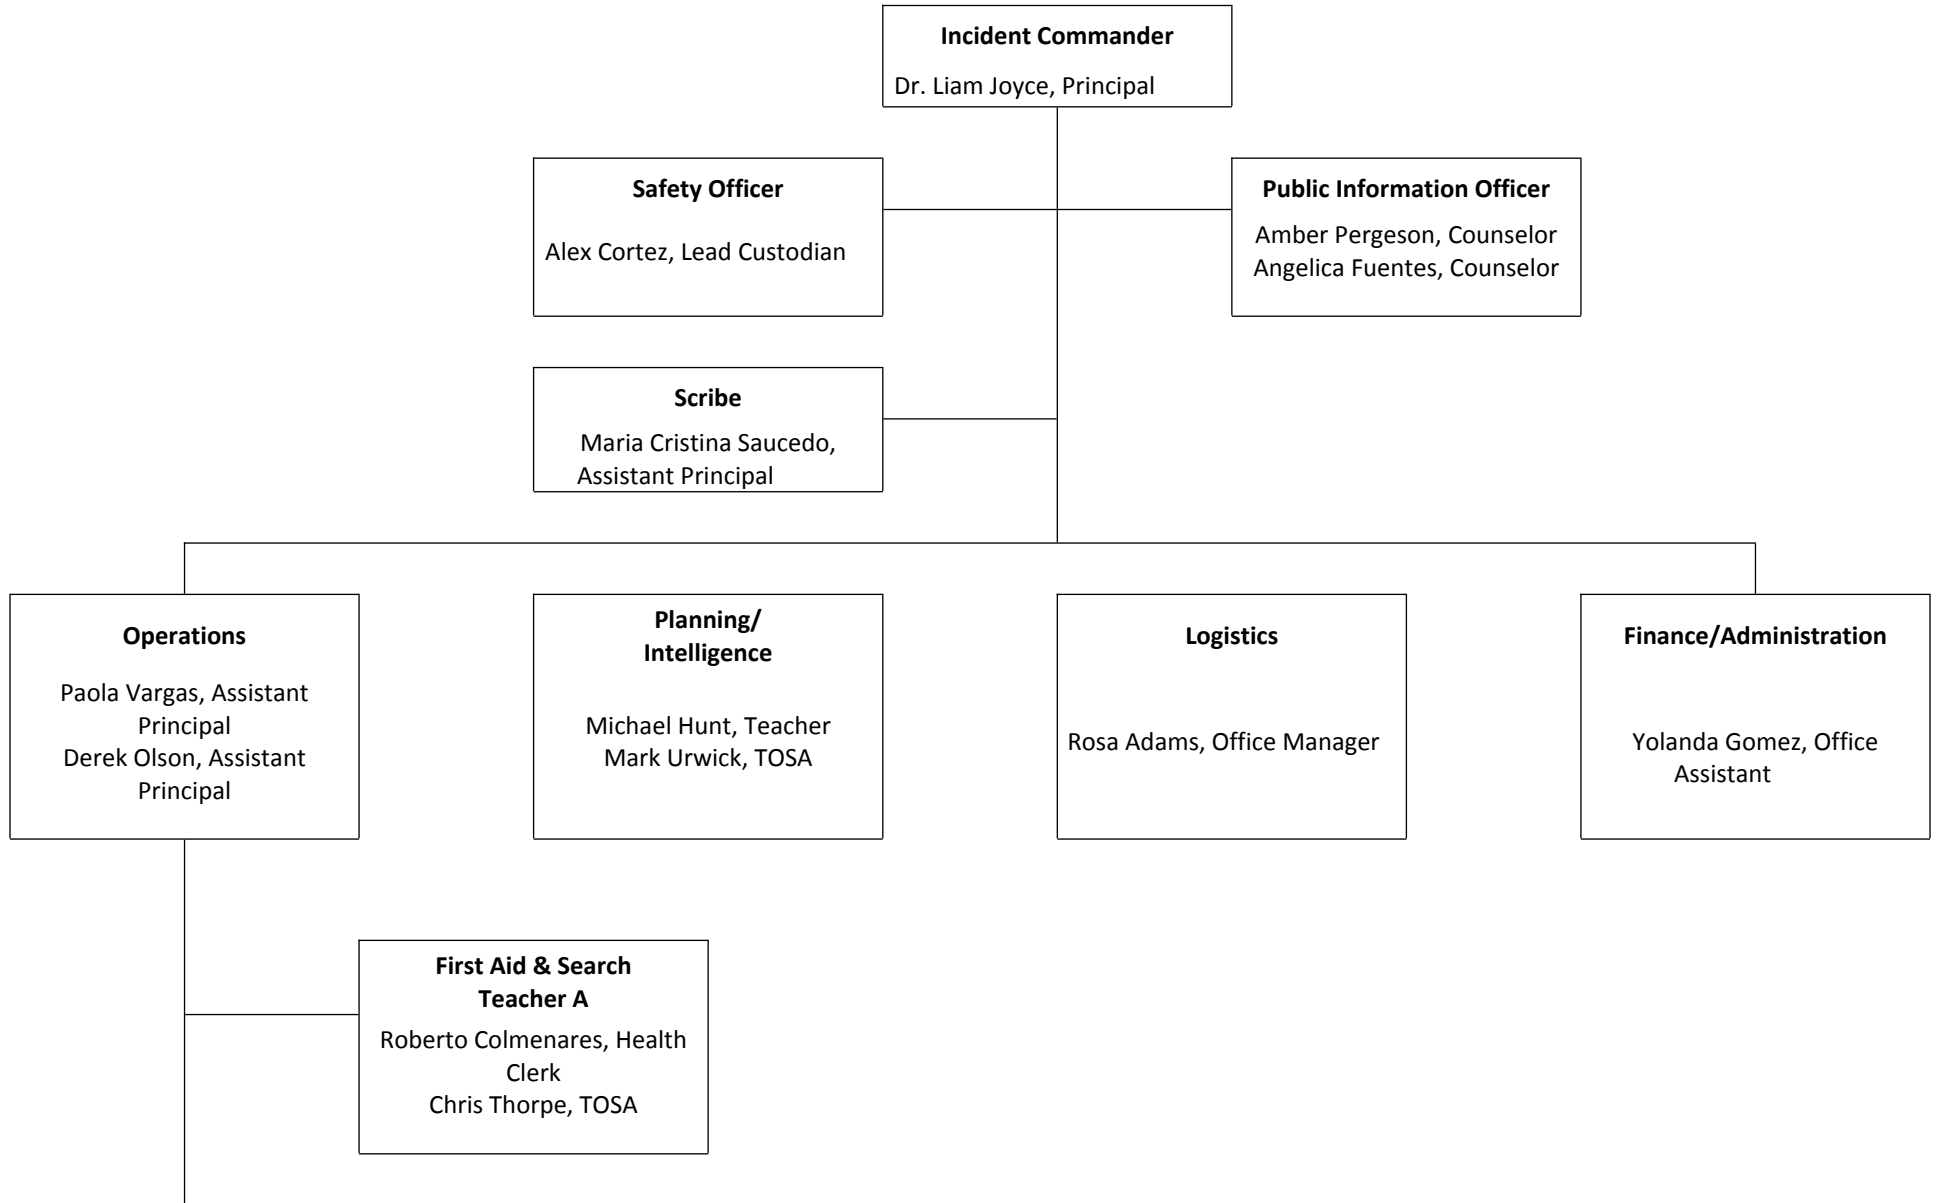 Incident Commander
Dr. Liam Joyce, Principal
Safety Officer
Alex Cortez, Lead Custodian
Public Information Officer
Amber Pergeson, Counselor
Angelica Fuentes, Counselor
Scribe
Maria Cristina Saucedo,
Assistant Principal
Operations
Paola Vargas, Assistant
Principal
Derek Olson, Assistant
Principal
Planning/
Intelligence
Michael Hunt, Teacher
Mark Urwick, TOSA
Logistics
Rosa Adams, Office Manager
Finance/Administration
Yolanda Gomez, Office
Assistant
First Aid & Search
Teacher A
Roberto Colmenares, Health
Clerk
Chris Thorpe, TOSA